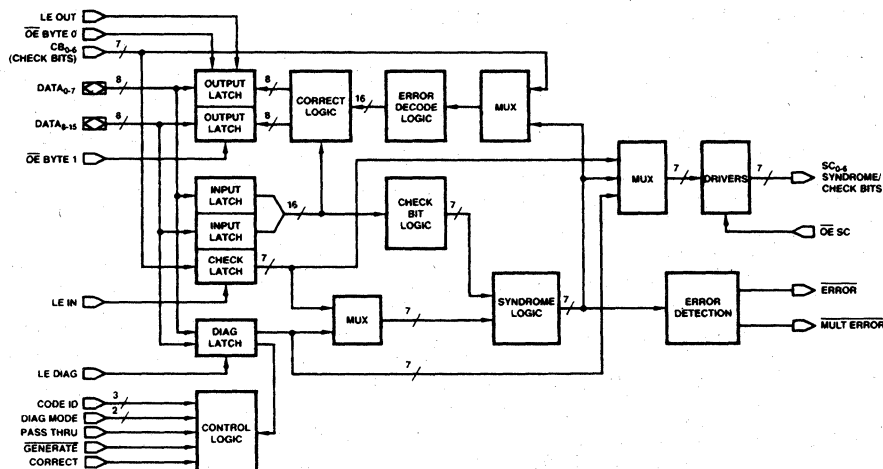 LE OUT
OE BYTE 0
CB0-6
(CHECK BITS)
7
DATA0-7
8
DATA8-15
8
OE BYTE 1
OUTPUT
LATCH
OUTPUT
LATCH
8
8
CORRECT
LOGIC
16
ERROR
DECODE
LOGIC
MUX
INPUT
LATCH
INPUT
LATCH
CHECK
LATCH
16
7
CHECK
BIT
LOGIC
7
MUX
7
DRIVERS
7
SC0-6
SYNDROME/
CHECK BITS
OE SC
LE IN
DIAG
LATCH
MUX
7
7
SYNDROME
LOGIC
7
ERROR
DETECTION
ERROR
MULT ERROR
LE DIAG
CODE ID
3
DIAG MODE
2
PASS THRU
GENERATE
CORRECT
CONTROL
LOGIC